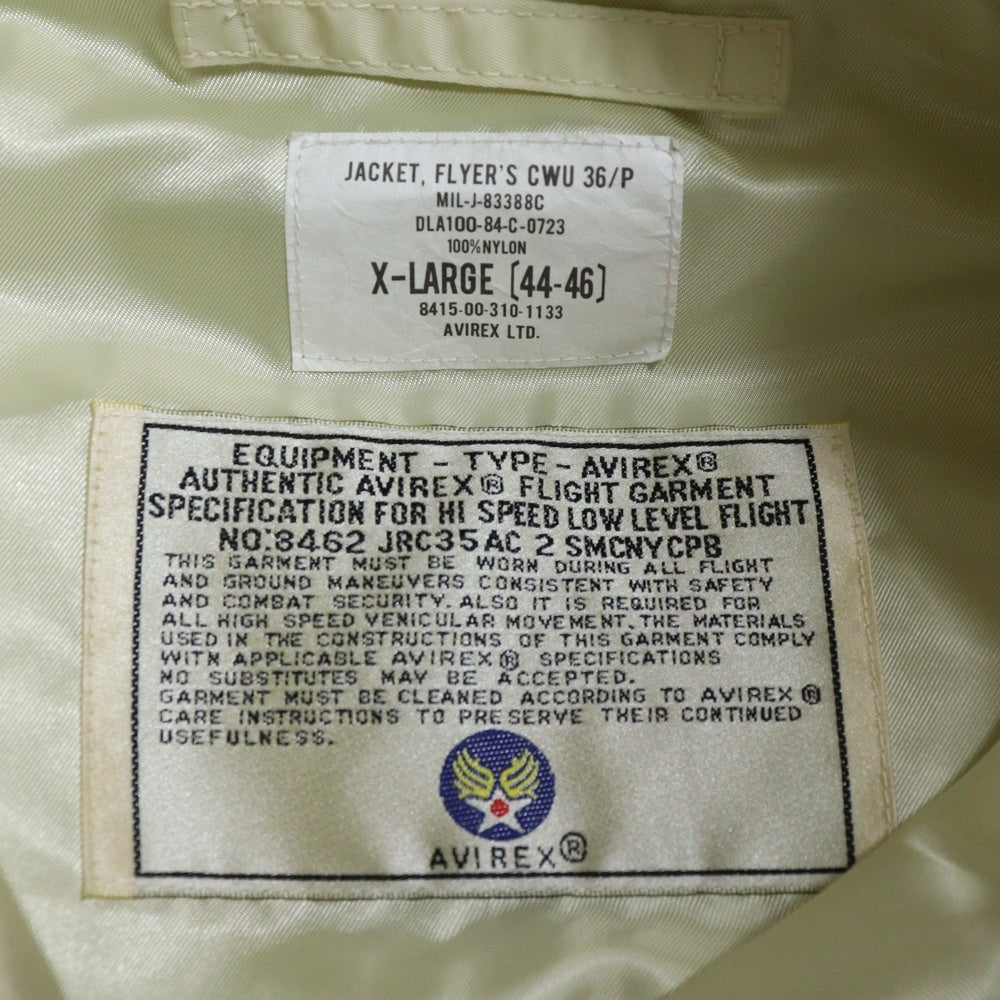 JACKET, FLYER'S CWU 36/P
MIL-J-83388C
DLA100-84-C-0723
100% NYLON
X-LARGE (44-46)
8415-00-310-1133
AVIREX LTD.
EQUIPMENT - TYPE - AVIREX®
AUTHENTIC AVIREX® FLIGHT GARMENT
SPECIFICATION FOR HI SPEED LOW LEVEL FLIGHT
NO:8462 JRC35AC 2 SMCNYCPB
THIS GARMENT MUST BE WORN DURING ALL FLIGHT
AND GROUND MANEUVERS CONSISTENT WITH SAFETY
AND COMBAT SECURITY. ALSO IT IS REQUIRED FOR
ALL HIGH SPEED VENICULAR MOVEMENT. THE MATERIALS
USED IN THE CONSTRUCTIONS OF THIS GARMENT COMPLY
WITH APPLICABLE AVIREX® SPECIFICATIONS
NO SUBSTITUTES MAY BE ACCEPTED.
GARMENT MUST BE CLEANED ACCORDING TO AVIREX®
CARE INSTRUCTIONS TO PRESERVE THEIR CONTINUED
USEFULNESS.
AVIREX®